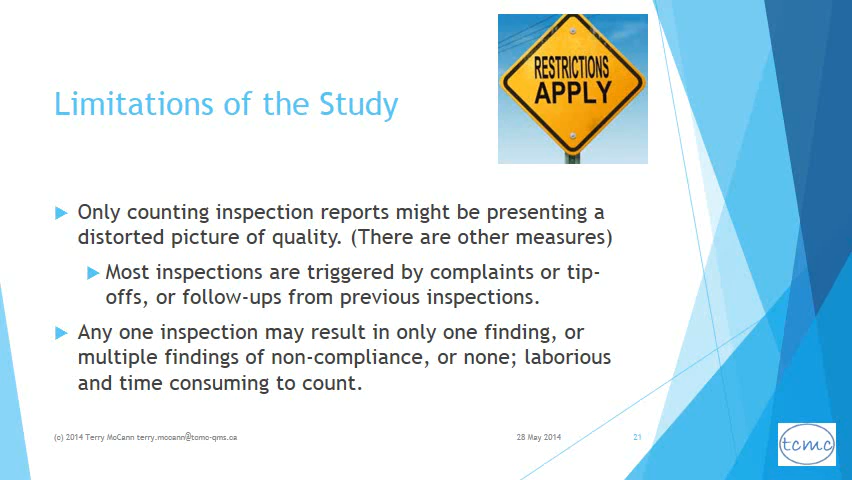 RESTRICTIONS
APPLY
Limitations of the Study
Only counting inspection reports might be presenting a
distorted picture of quality. (There are other measures)
Most inspections are triggered by complaints or tip-
offs, or follow-ups from previous inspections.
Any one inspection may result in only one finding, or
multiple findings of non-compliance, or none; laborious
and time consuming to count.
(c) 2014 Terry McCann terry.mccann@tcmc-qms.ca
28 May 2014
21
tcmc